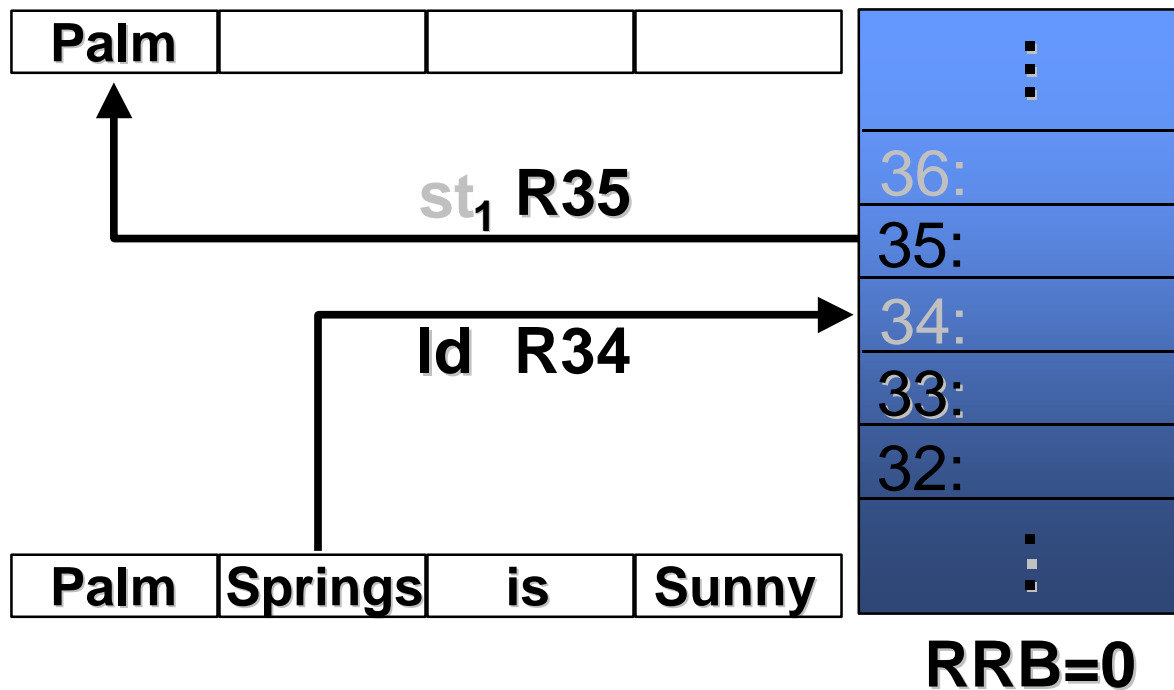 Palm
36:
st1 R35
35:
34:
ld R34
33:
32:
Palm Springs is Sunny
RRB=0